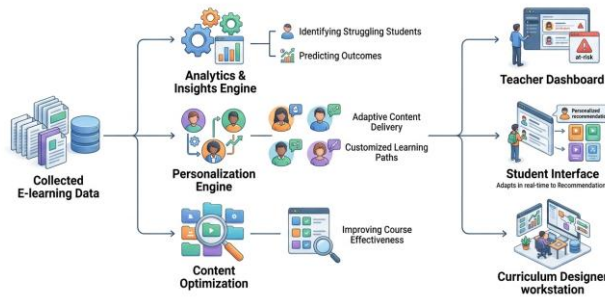 Collected
E-learning Data
Analytics &
Insights Engine
Identifying Struggling Students
Predicting Outcomes
Personalization Engine
Adaptive Content
Delivery
Customized Learning
Paths
Content
Optimization
Improving Course
Effectiveness
at-risk
Teacher Dashboard
Personalized
recommendation
Student Interface
Adapts in real-time to Recommendation
Curriculum Designer
workstation